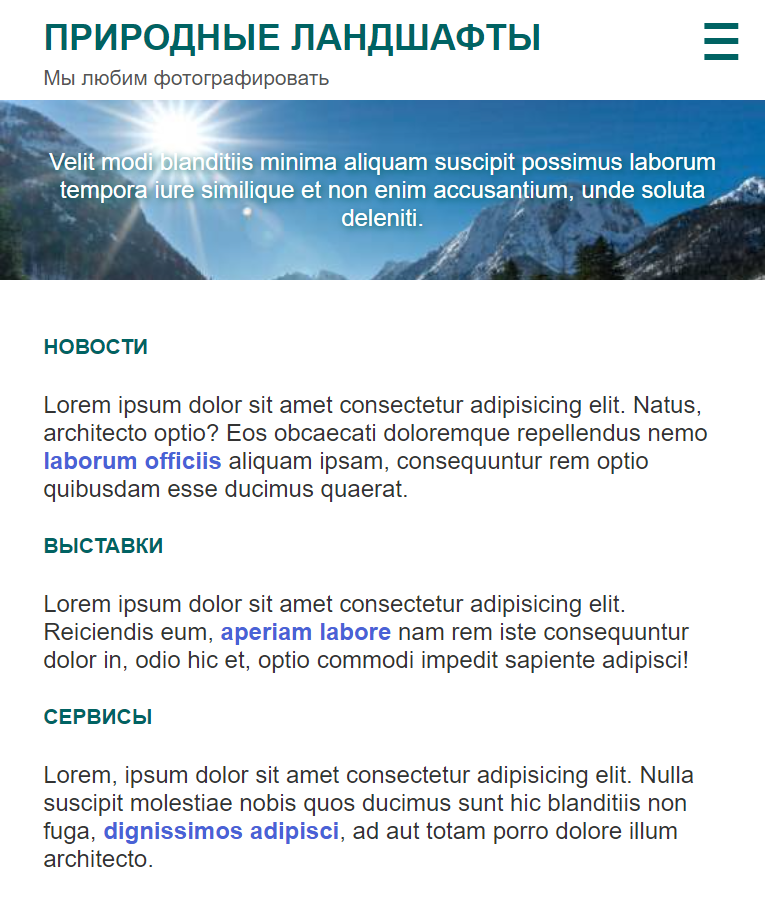 ПРИРОДНЫЕ ЛАНДШАФТЫ
Мы любим фотографировать
Velit modi blanditiis minima aliquam suscipit possimus laborum
tempora iure similique et non enim accusantium, unde soluta
deleniti.
НОВОСТИ
Lorem ipsum dolor sit amet consectetur adipisicing elit. Natus,
architecto optio? Eos obcaecati doloremque repellendus nemo
laborum officiis aliquam ipsam, consequuntur rem optio
quibusdam esse ducimus quaerat.
ВЫСТАВКИ
Lorem ipsum dolor sit amet consectetur adipisicing elit.
Reiciendis eum, aperiam labore nam rem iste consequuntur
dolor in, odio hic et, optio commodi impedit sapiente adipisci!
СЕРВИСЫ
Lorem, ipsum dolor sit amet consectetur adipisicing elit. Nulla
suscipit molestiae nobis quos ducimus sunt hic blanditiis non
fuga, dignissimos adipisci, ad aut totam porro dolore illum
architecto.